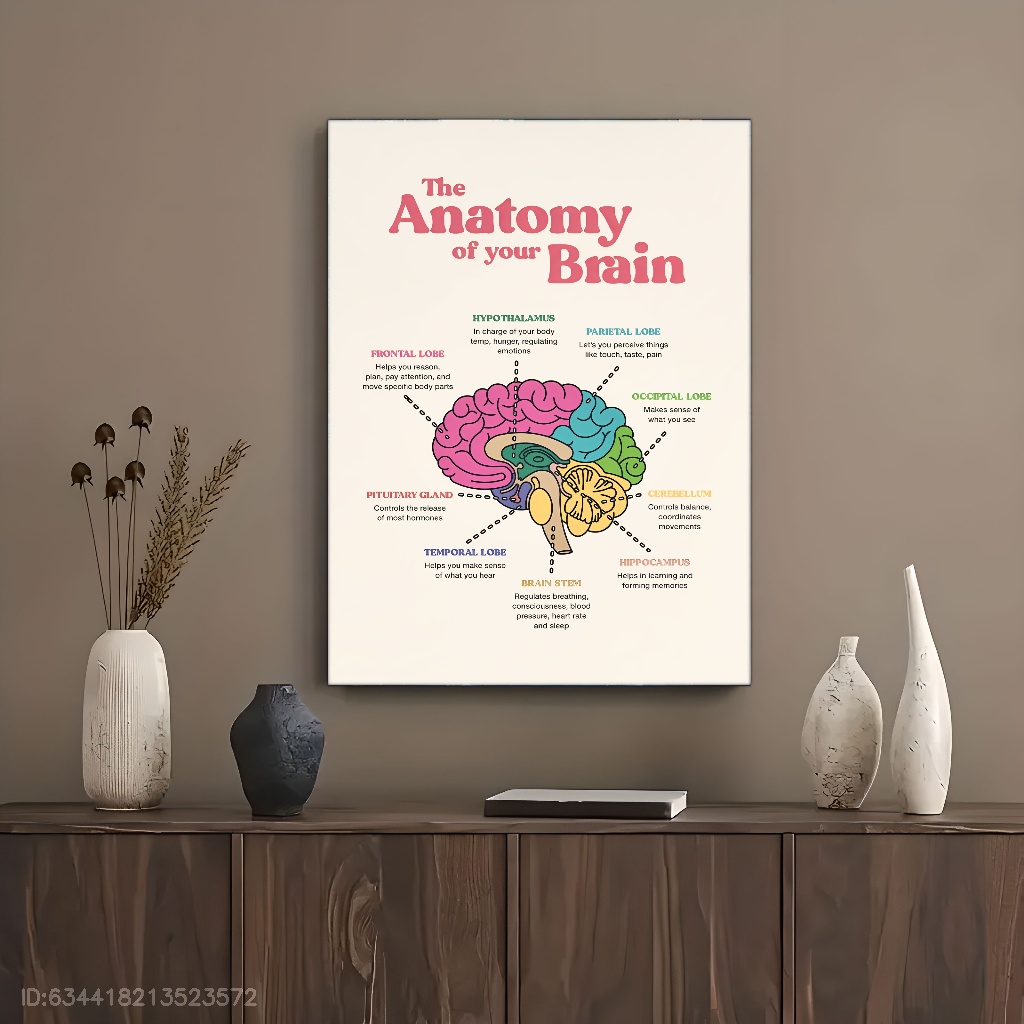 The
Anatomy
of your Brain
HYPOTHALAMUS
In charge of your body
temp, hunger, regulating
emotions
PARIETAL LOBE
Let's you perceive things
like touch, taste, pain
FRONTAL LOBE
Helps you reason,
plan, pay attention, and
move specific body parts
OCCIPITAL LOBE
Makes sense of
what you see
PITUITARY GLAND
Controls the release
of most hormones
CEREBELLUM
Controls balance,
coordinates
movements
TEMPORAL LOBE
Helps you make sense
of what you hear
HIPPOCAMPUS
Helps in learning and
forming memories
BRAIN STEM
Regulates breathing,
consciousness, blood
pressure, heart rate
and sleep
ID:634418213523572